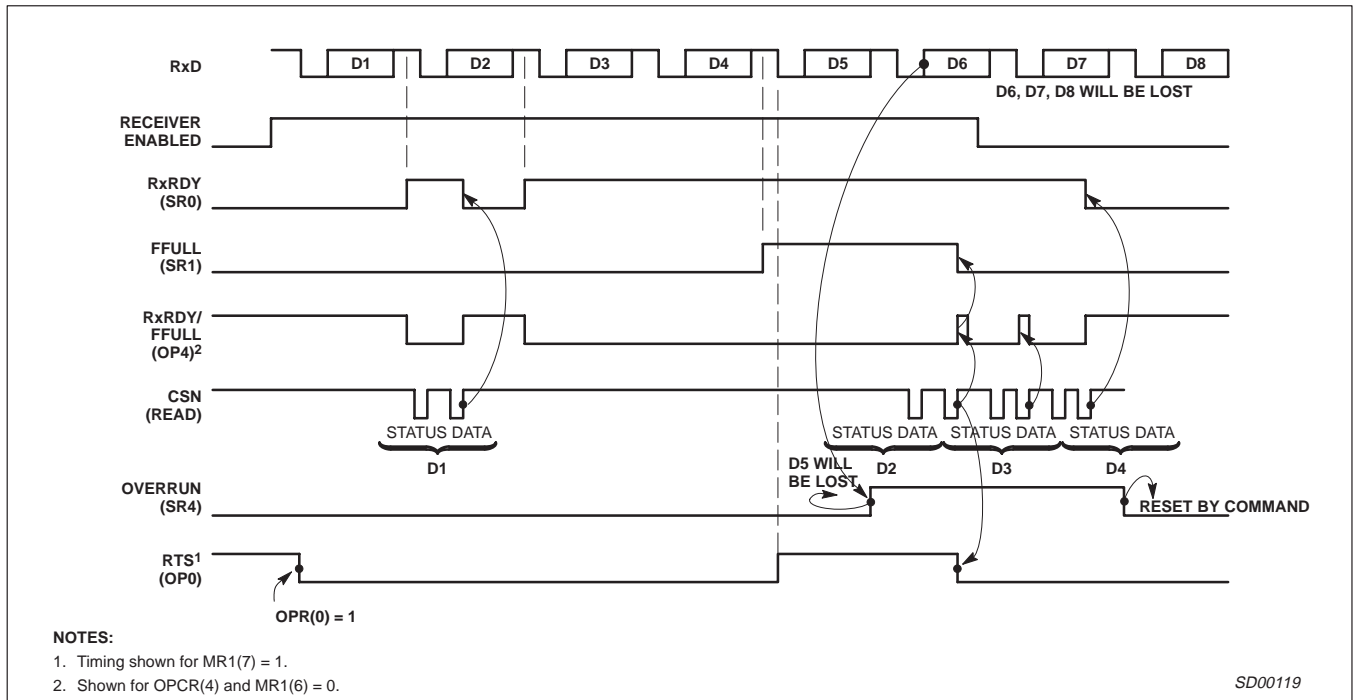 RxD
D1 D2 D3 D4 D5 D6 D7 D8
D6, D7, D8 WILL BE LOST
RECEIVER
ENABLED
RxRDY
(SR0)
FFULL
(SR1)
RxRDY/
FFULL
(OP4)2
CSN
(READ)
STATUS DATA STATUS DATA STATUS DATA STATUS DATA
D1 D2 D3 D4
D5 WILL
BE LOST
OVERRUN
(SR4)
RESET BY COMMAND
RTS1
(OP0)
OPR(0) = 1
NOTES:
1. Timing shown for MR1(7) = 1.
2. Shown for OPCR(4) and MR1(6) = 0.
SD00119